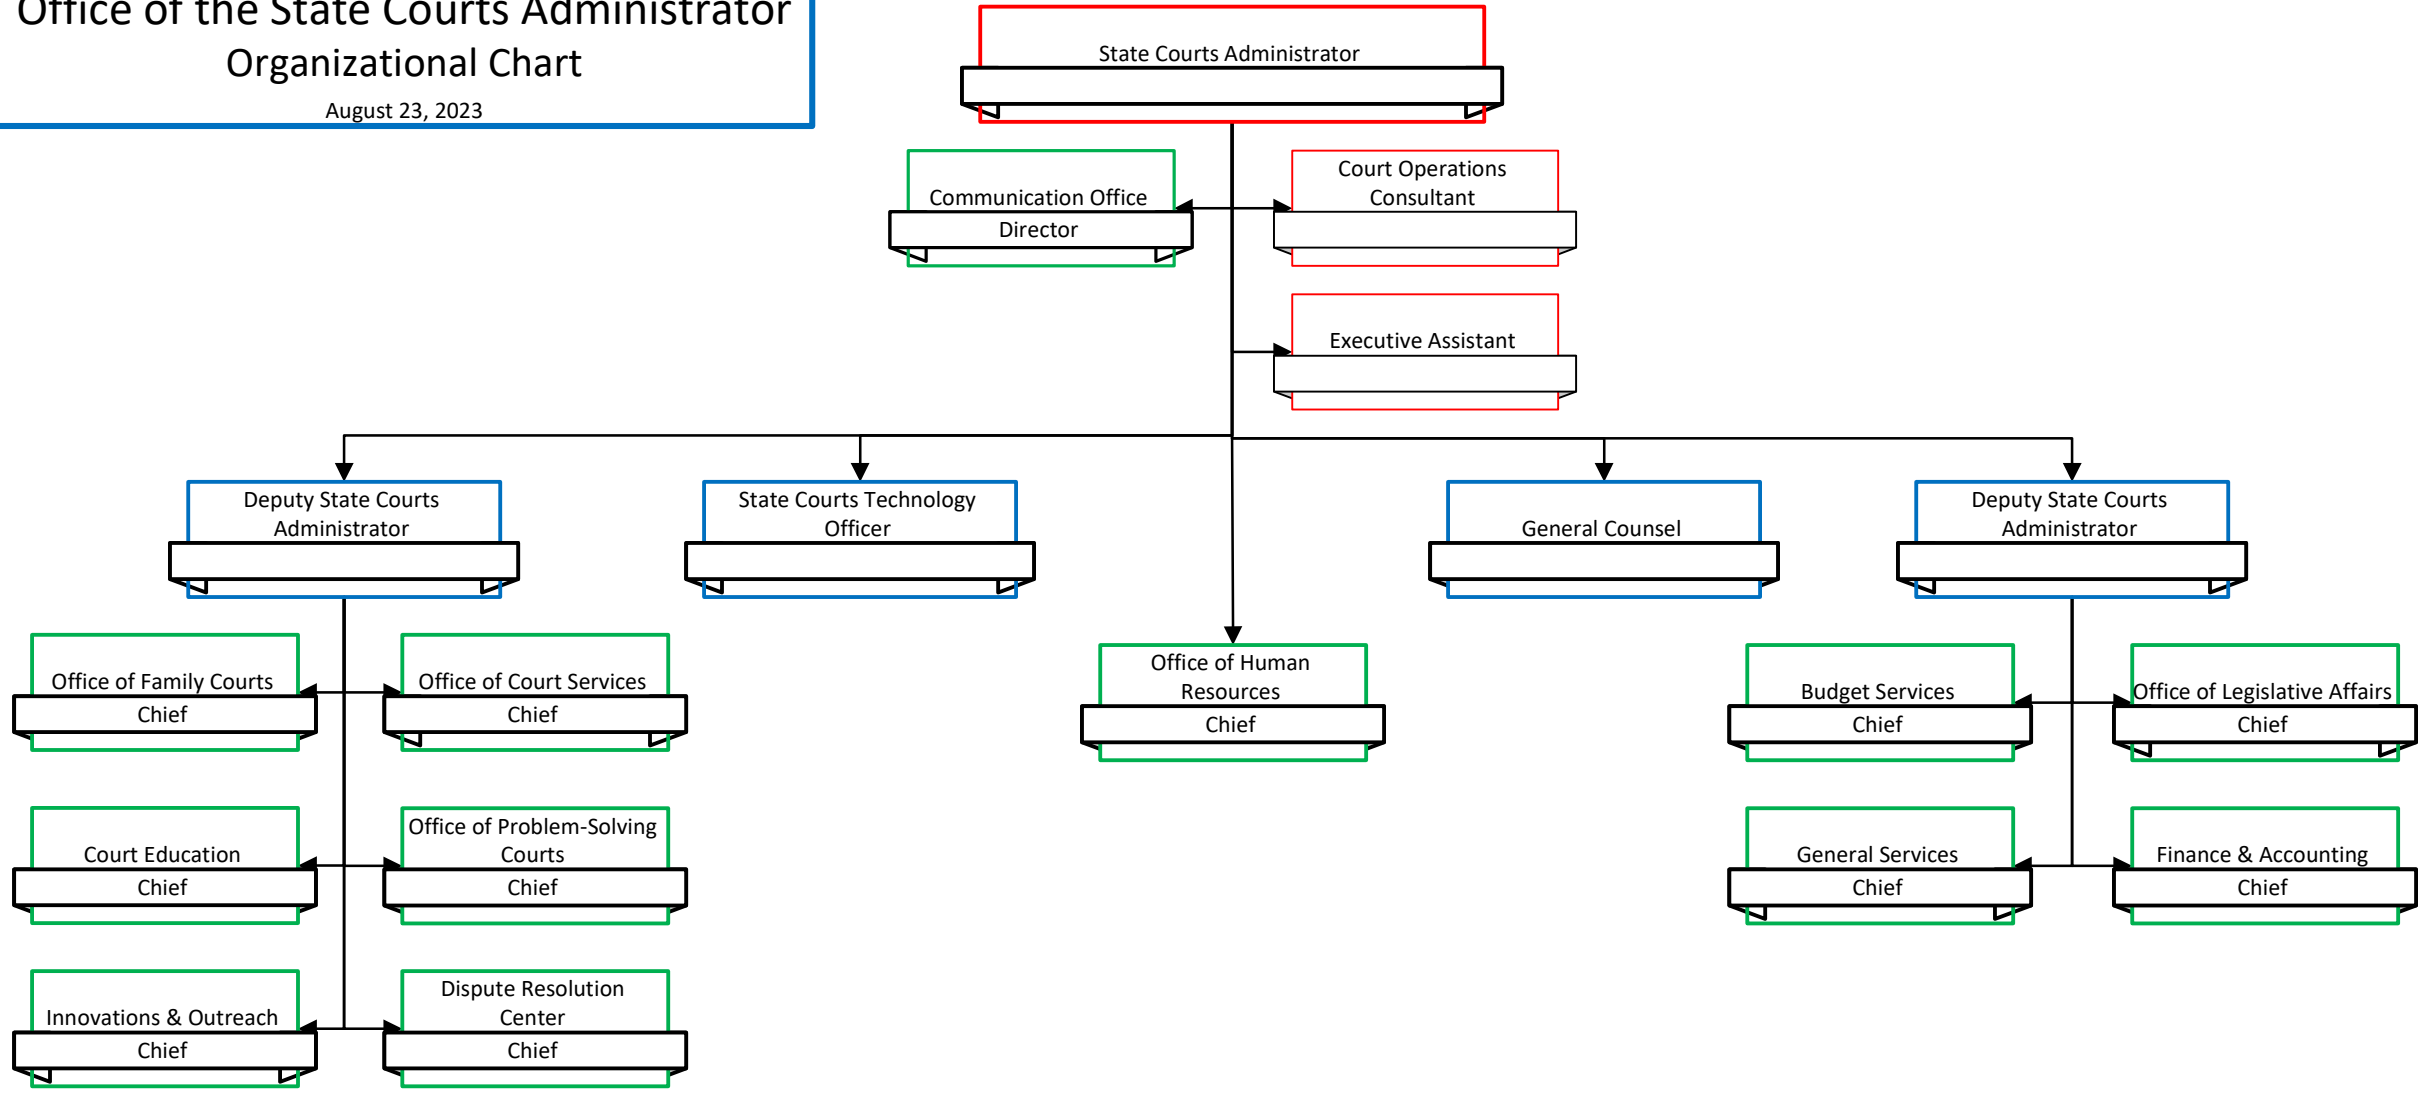 Office of the State Courts Administrator
Organizational Chart
August 23, 2023
State Courts Administrator
Communication Office
Director
Court Operations
Consultant
Executive Assistant
Deputy State Courts
Administrator
State Courts Technology
Officer
General Counsel
Deputy State Courts
Administrator
Office of Family Courts
Chief
Office of Court Services
Chief
Office of Human
Resources
Chief
Budget Services
Chief
Office of Legislative Affairs
Chief
Court Education
Chief
Office of Problem-Solving
Courts
Chief
General Services
Chief
Finance & Accounting
Chief
Innovations & Outreach
Chief
Dispute Resolution
Center
Chief